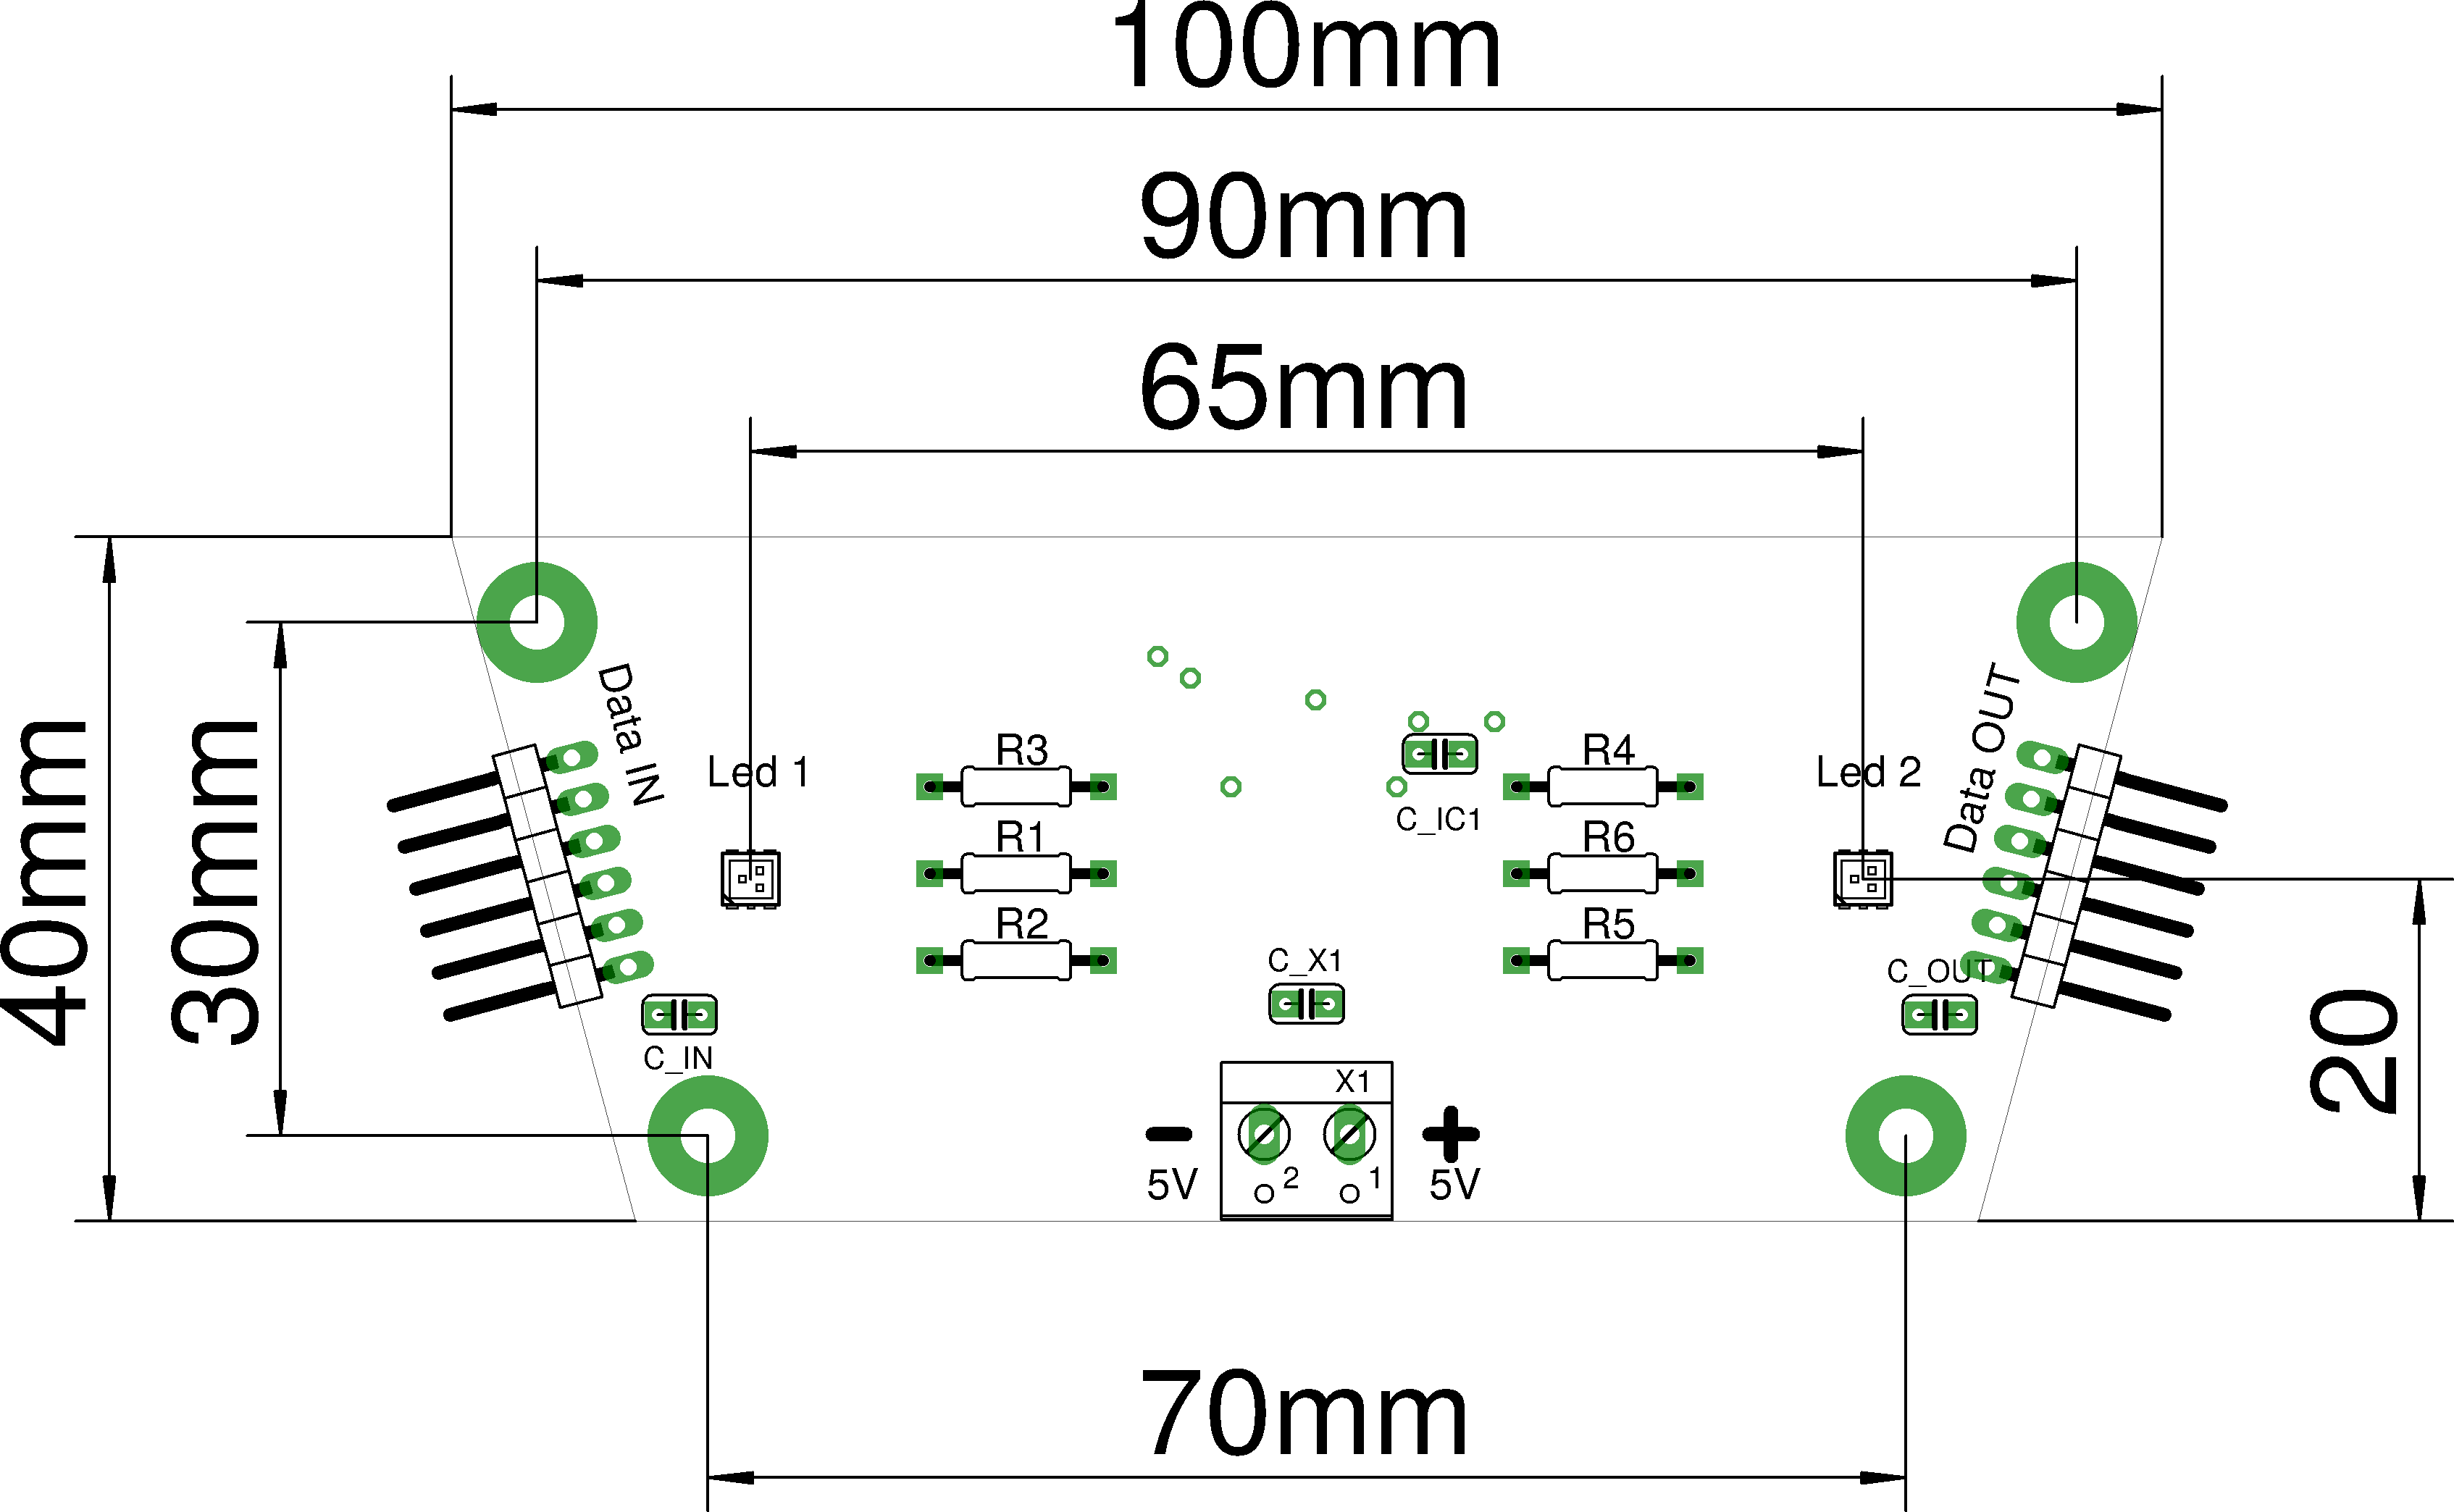 100mm
90mm
65mm
40mm
30mm
Data IN
Data OUT
Led 1
R3
R4
Led 2
C_IC1
R1
R6
R2
R5
C_X1
C_OUT
C_IN
20
X1
- +
5V 2 1 5V
70mm